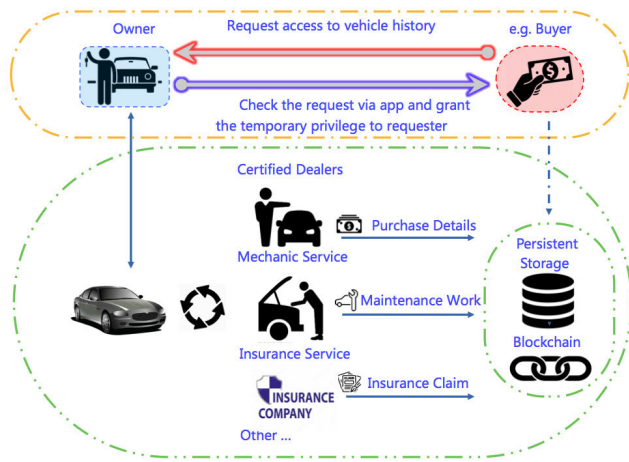 Owner
Request access to vehicle history
e.g. Buyer
Check the request via app and grant
the temporary privilege to requester
Certified Dealers
Purchase Details
Mechanic Service
Persistent
Storage
Maintenance Work
Insurance Service
Blockchain
INSURANCE
COMPANY
Insurance Claim
Other ...